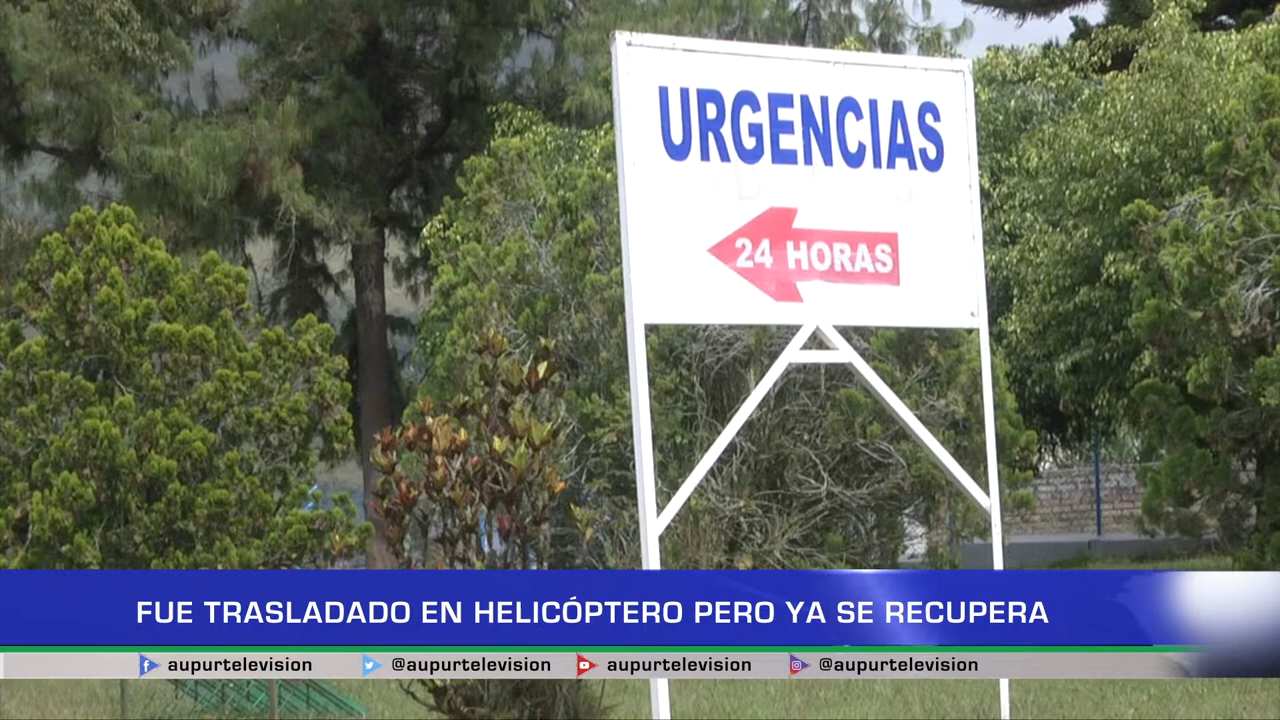 URGENCIAS
24 HORAS
FUE TRASLADADO EN HELICÓPTERO PERO YA SE RECUPERA
aupurtelevision @aupurtelevision aupurtelevision @aupurtelevision